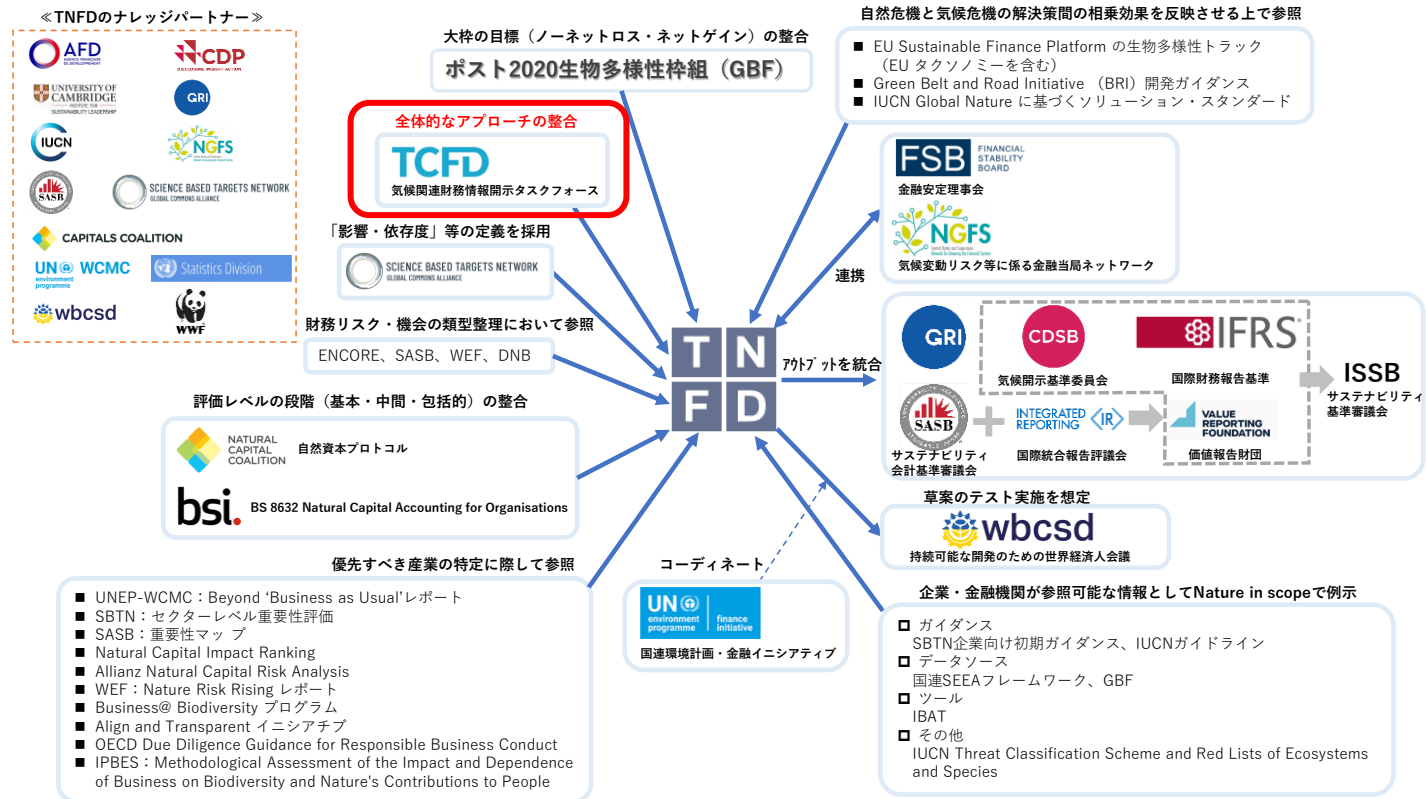 ≪TNFDのナレッジパートナー≫
AFD
AGENCE FRANÇAISE
DE DÉVELOPPEMENT
CDP
DISCLOSURE INSIGHT ACTION
UNIVERSITY OF
CAMBRIDGE
INSTITUTE FOR
SUSTAINABILITY LEADERSHIP
GRI
IUCN
NGFS
SASB
SCIENCE BASED TARGETS NETWORK
GLOBAL COMMONS ALLIANCE
CAPITALS COALITION
UN WCMC
environment
programme
Statistics Division
wbcsd
WWF
大枠の目標（ノーネットロス・ネットゲイン）の整合
ポスト2020生物多様性枠組（GBF）
全体的なアプローチの整合
TCFD
気候関連財務情報開示タスクフォース
「影響・依存度」等の定義を採用
SCIENCE BASED TARGETS NETWORK
GLOBAL COMMONS ALLIANCE
財務リスク・機会の類型整理において参照
ENCORE、SASB、WEF、DNB
評価レベルの段階（基本・中間・包括的）の整合
NATURAL
CAPITAL
COALITION
自然資本プロトコル
bsi.
BS 8632 Natural Capital Accounting for Organisations
優先すべき産業の特定に際して参照
■ UNEP-WCMC：Beyond ‘Business as Usual’レポート
■ SBTN：セクターレベル重要性評価
■ SASB：重要性マッ プ
■ Natural Capital Impact Ranking
■ Allianz Natural Capital Risk Analysis
■ WEF：Nature Risk Rising レポート
■ Business@ Biodiversity プログラム
■ Align and Transparent イニシアチブ
■ OECD Due Diligence Guidance for Responsible Business Conduct
■ IPBES：Methodological Assessment of the Impact and Dependence
of Business on Biodiversity and Nature's Contributions to People
T N
F D
コーディネート
UN
environment
programme
finance
initiative
国連環境計画・金融イニシアティブ
自然危機と気候危機の解決策間の相乗効果を反映させる上で参照
■ EU Sustainable Finance Platform の生物多様性トラック
（EU タクソノミーを含む）
■ Green Belt and Road Initiative （BRI）開発ガイダンス
■ IUCN Global Nature に基づくソリューション・スタンダード
連携
FSB
FINANCIAL
STABILITY
BOARD
金融安定理事会
NGFS
気候変動リスク等に係る金融当局ネットワーク
ｱｳﾄﾌﾟｯﾄを統合
GRI
CDSB
気候開示基準委員会
IFRS
国際財務報告基準
ISSB
サステナビリティ
基準審議会
SASB
サステナビリティ
会計基準審議会
INTEGRATED
REPORTING
<IR>
国際統合報告評議会
VALUE
REPORTING
FOUNDATION
価値報告財団
草案のテスト実施を想定
wbcsd
持続可能な開発のための世界経済人会議
企業・金融機関が参照可能な情報としてNature in scopeで例示
ガイダンス
SBTN企業向け初期ガイダンス、IUCNガイドライン
データソース
国連SEEAフレームワーク、GBF
ツール
IBAT
その他
IUCN Threat Classification Scheme and Red Lists of Ecosystems
and Species